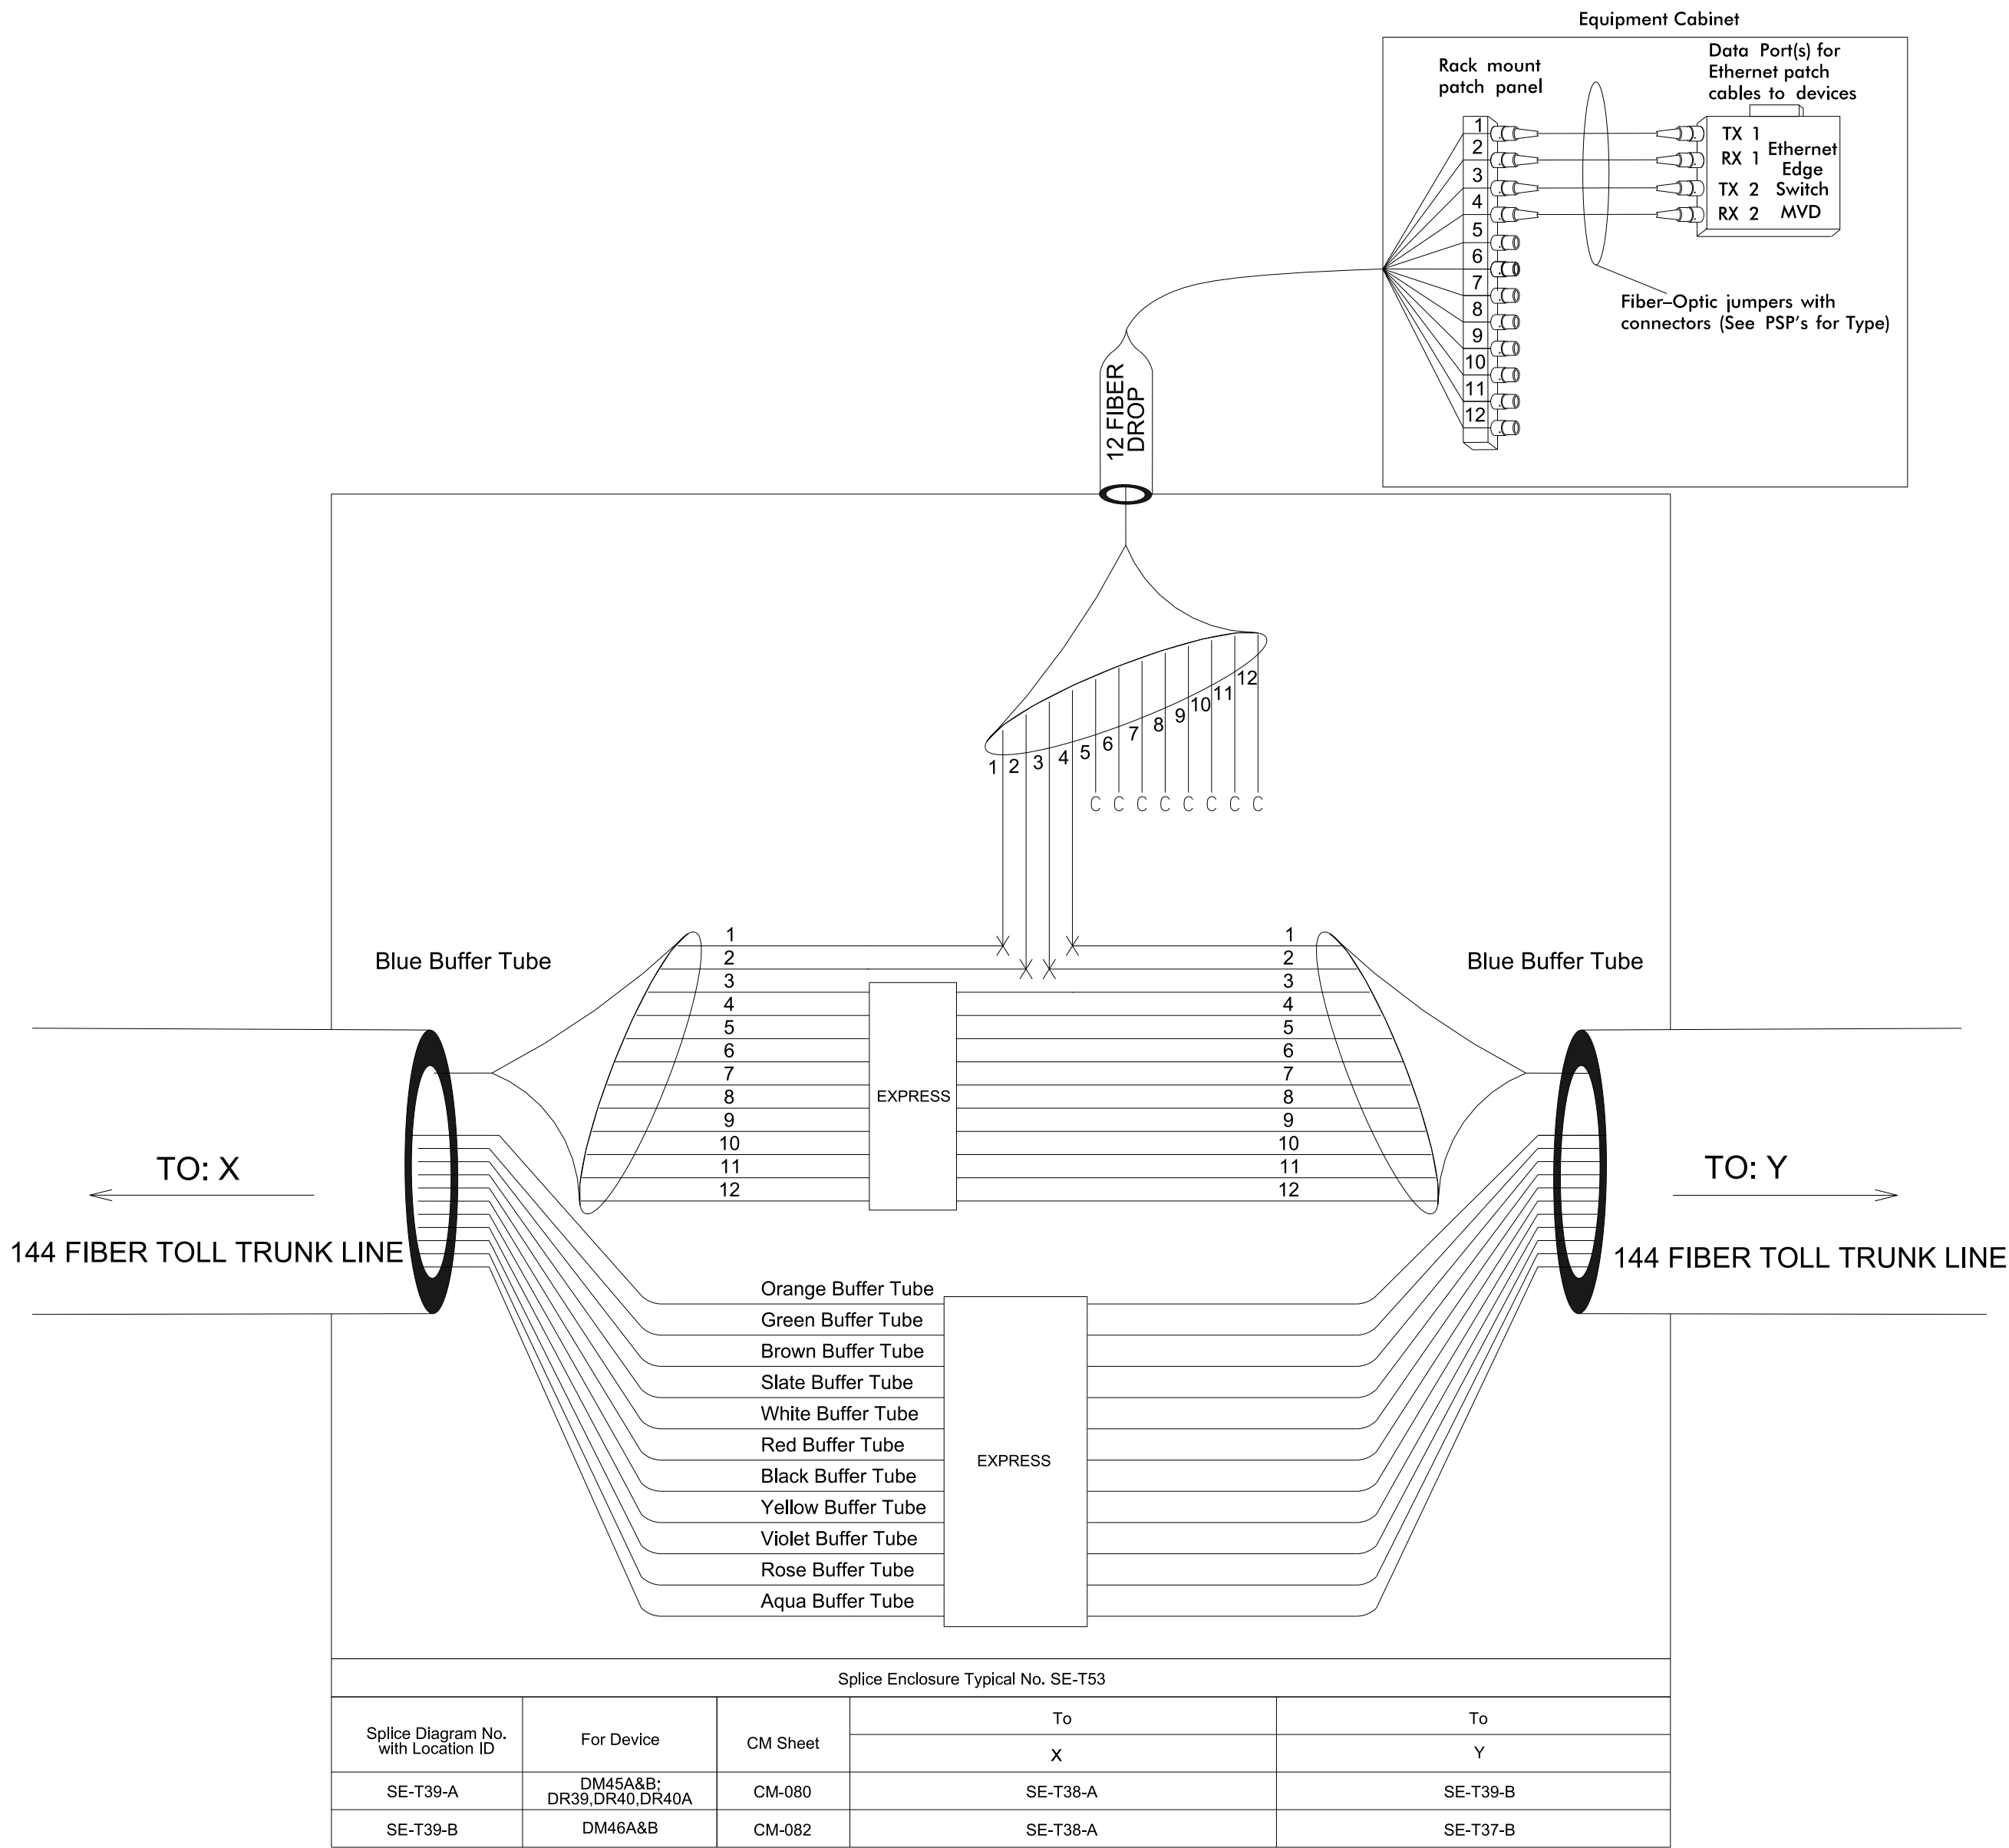 Equipment Cabinet
Rack mount
patch panel
Data Port(s) for
Ethernet patch
cables to devices
1
2
3
4
5
6
7
8
9
10
11
12
TX 1
RX 1
TX 2
RX 2
Ethernet
Edge
Switch
MVD
Fiber–Optic jumpers with
connectors (See PSP's for Type)
12 FIBER
DROP
1
2
3
4
5
6
7
8
9
10
11
12
C C C C C C C C
Blue Buffer Tube
1
2
3
4
5
6
7
8
9
10
11
12
EXPRESS
1
2
3
4
5
6
7
8
9
10
11
12
Blue Buffer Tube
TO: X
144 FIBER TOLL TRUNK LINE
TO: Y
144 FIBER TOLL TRUNK LINE
Orange Buffer Tube
Green Buffer Tube
Brown Buffer Tube
Slate Buffer Tube
White Buffer Tube
Red Buffer Tube
Black Buffer Tube
Yellow Buffer Tube
Violet Buffer Tube
Rose Buffer Tube
Aqua Buffer Tube
EXPRESS
Splice Enclosure Typical No. SE-T53
Splice Diagram No.
with Location ID
For Device
CM Sheet
To
X
To
Y
SE-T39-A
DM45A&B;
DR39,DR40,DR40A
CM-080
SE-T38-A
SE-T39-B
SE-T39-B
DM46A&B
CM-082
SE-T38-A
SE-T37-B